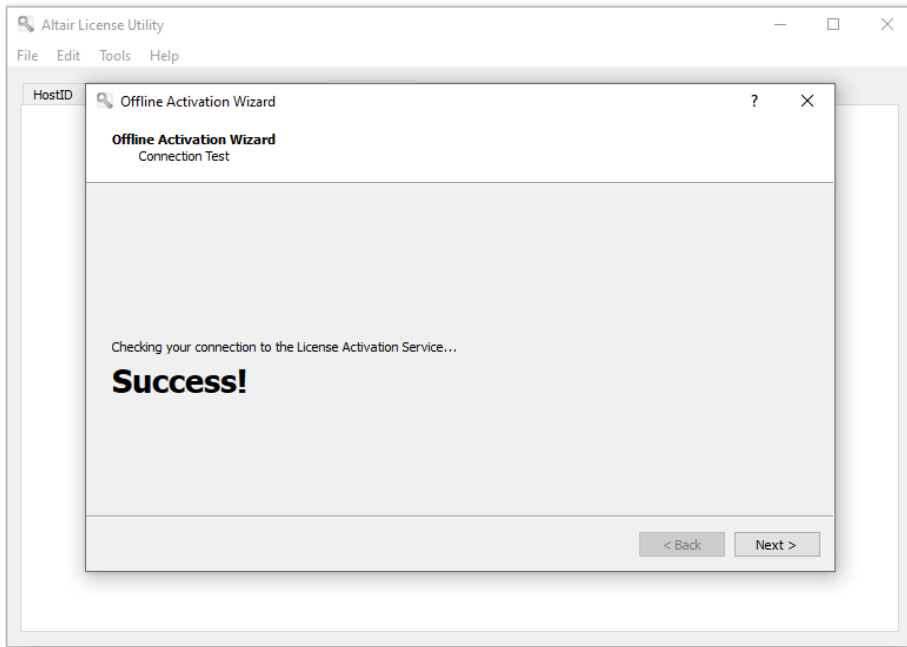 Altair License Utility
File Edit Tools Help
HostID
Offline Activation Wizard
?
Offline Activation Wizard
Connection Test
Checking your connection to the License Activation Service...
Success!
< Back Next >